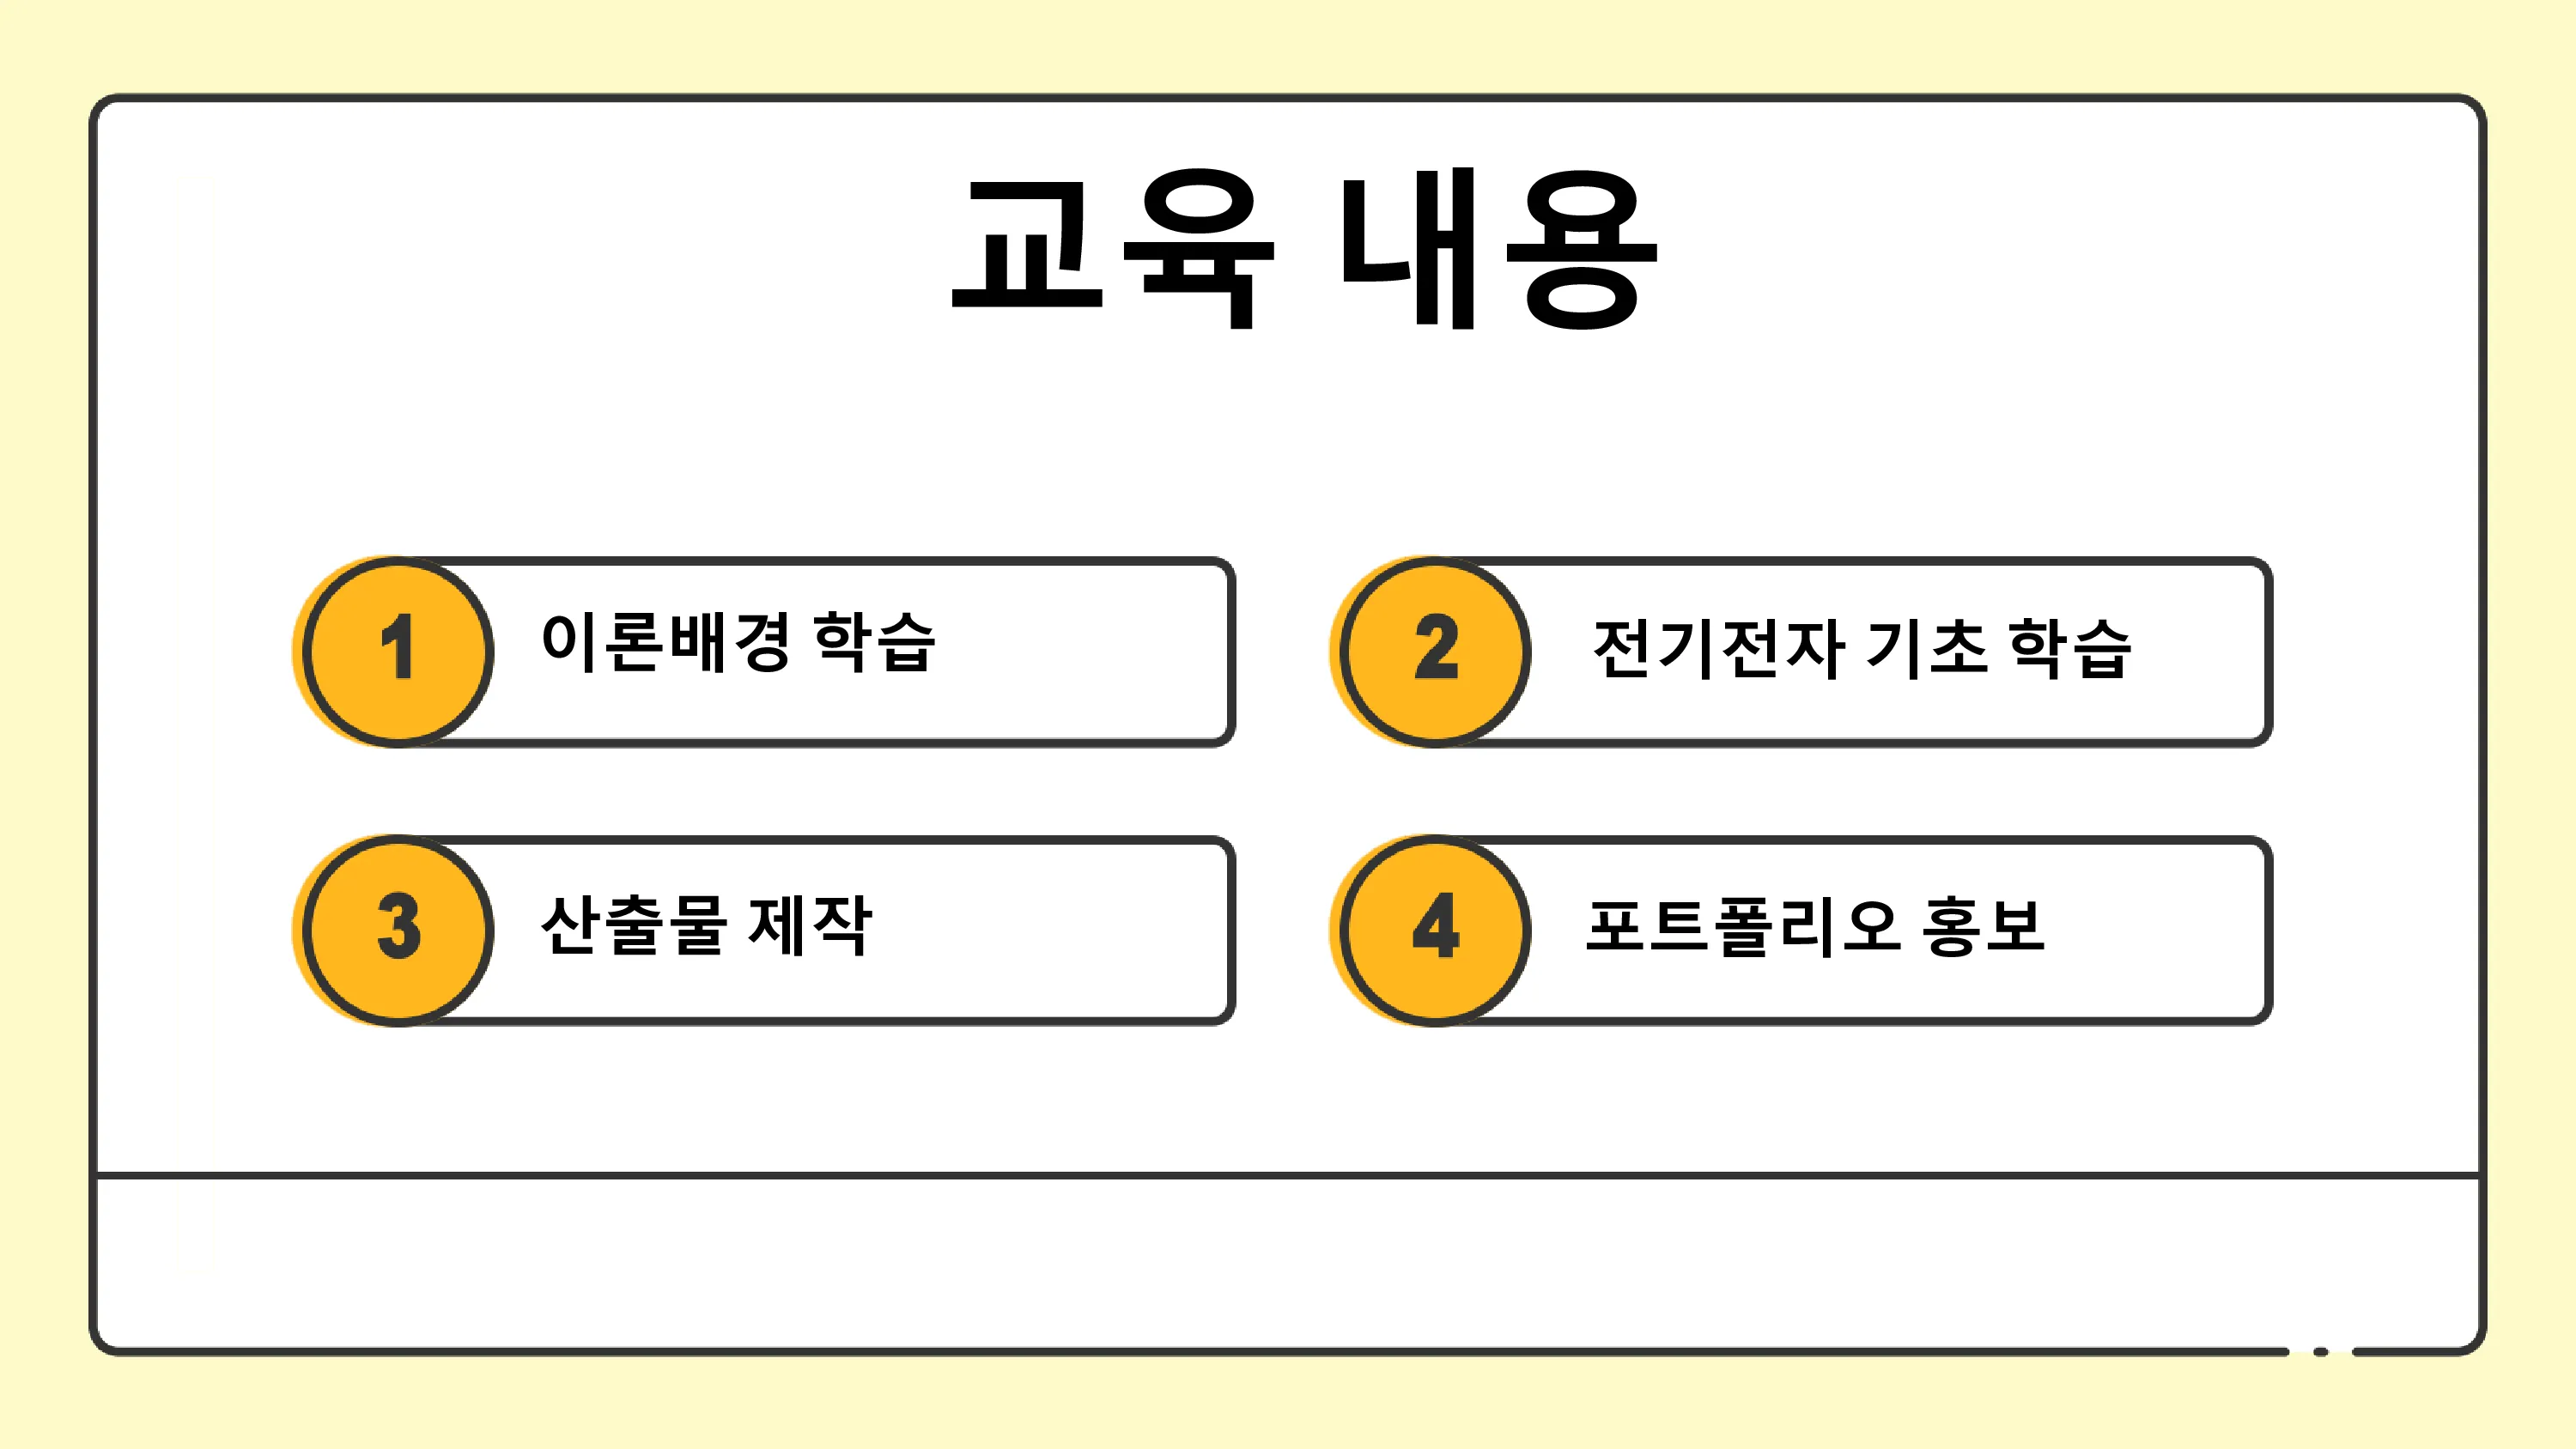 교육 내용
1 이론배경 학습
2 전기전자 기초 학습
3 산출물 제작
4 포트폴리오 홍보